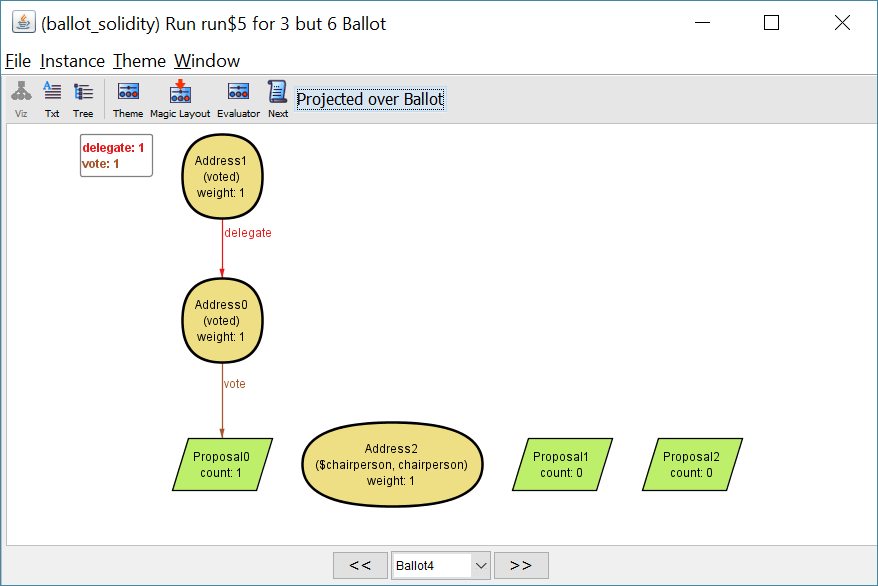 (ballot_solidity) Run run$5 for 3 but 6 Ballot
File Instance Theme Window
Viz Txt Tree Theme Magic Layout Evaluator Next Projected over Ballot
delegate: 1
vote: 1
Address1
(voted)
weight: 1
delegate
Address0
(voted)
weight: 1
vote
Proposal0
count: 1
Address2
($chairperson, chairperson)
weight: 1
Proposal1
count: 0
Proposal2
count: 0
<< Ballot4 >>